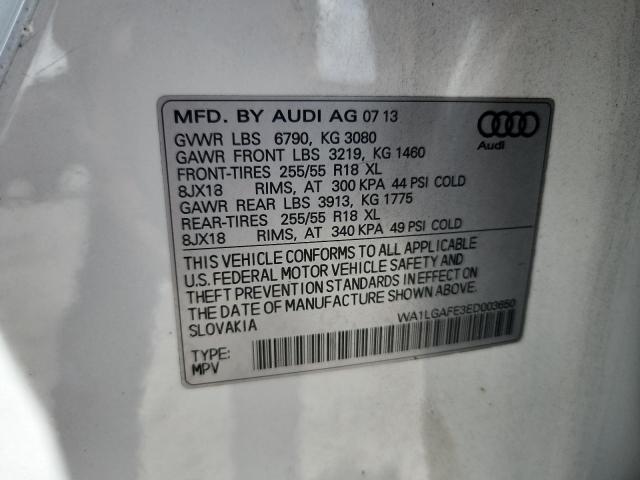 MFD. BY AUDI AG 07 13
GVWR LBS 6790, KG 3080
GAWR FRONT LBS 3219, KG 1460
FRONT-TIRES 255/55 R18 XL
8JX18 RIMS, AT 300 KPA 44 PSI COLD
GAWR REAR LBS 3913, KG 1775
REAR-TIRES 255/55 R18 XL
8JX18 RIMS, AT 340 KPA 49 PSI COLD
Audi
THIS VEHICLE CONFORMS TO ALL APPLICABLE
U.S. FEDERAL MOTOR VEHICLE SAFETY AND
THEFT PREVENTION STANDARDS IN EFFECT ON
THE DATE OF MANUFACTURE SHOWN ABOVE.
SLOVAKIA
WA1LGAFE3ED003650
TYPE:
MPV